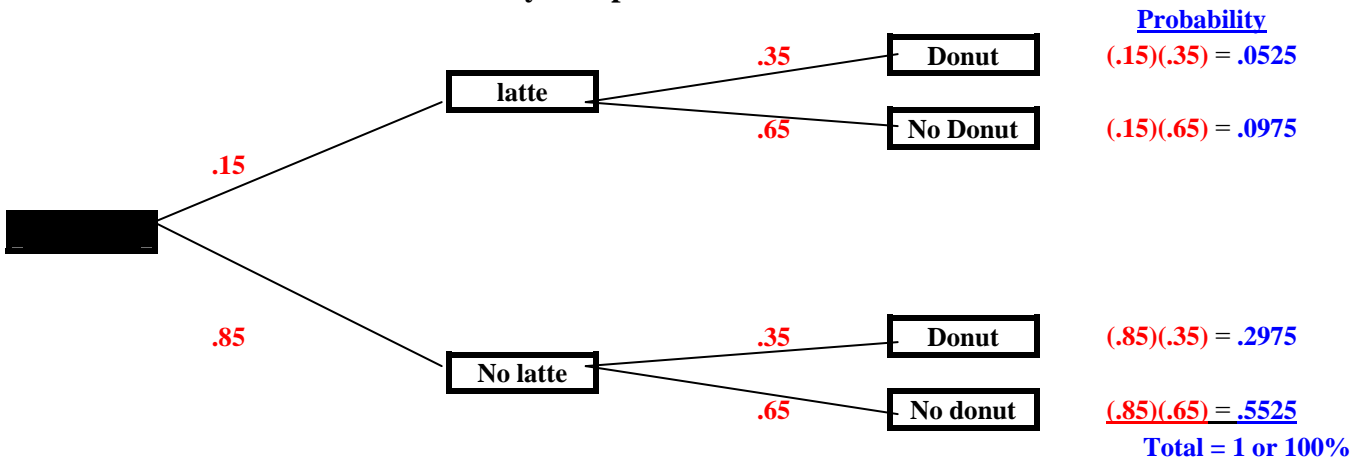 Probability
.35 Donut (.15)(.35) = .0525
latte
.65 No Donut (.15)(.65) = .0975
.15
.85 .35 Donut (.85)(.35) = .2975
No latte
.65 No donut (.85)(.65) = .5525
Total = 1 or 100%